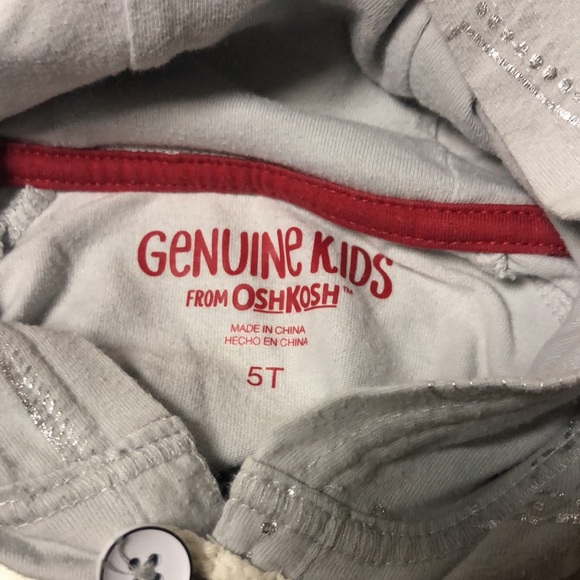 GENUINE KIDS
FROM OSHKOSH™
MADE IN CHINA
HECHO EN CHINA
5T